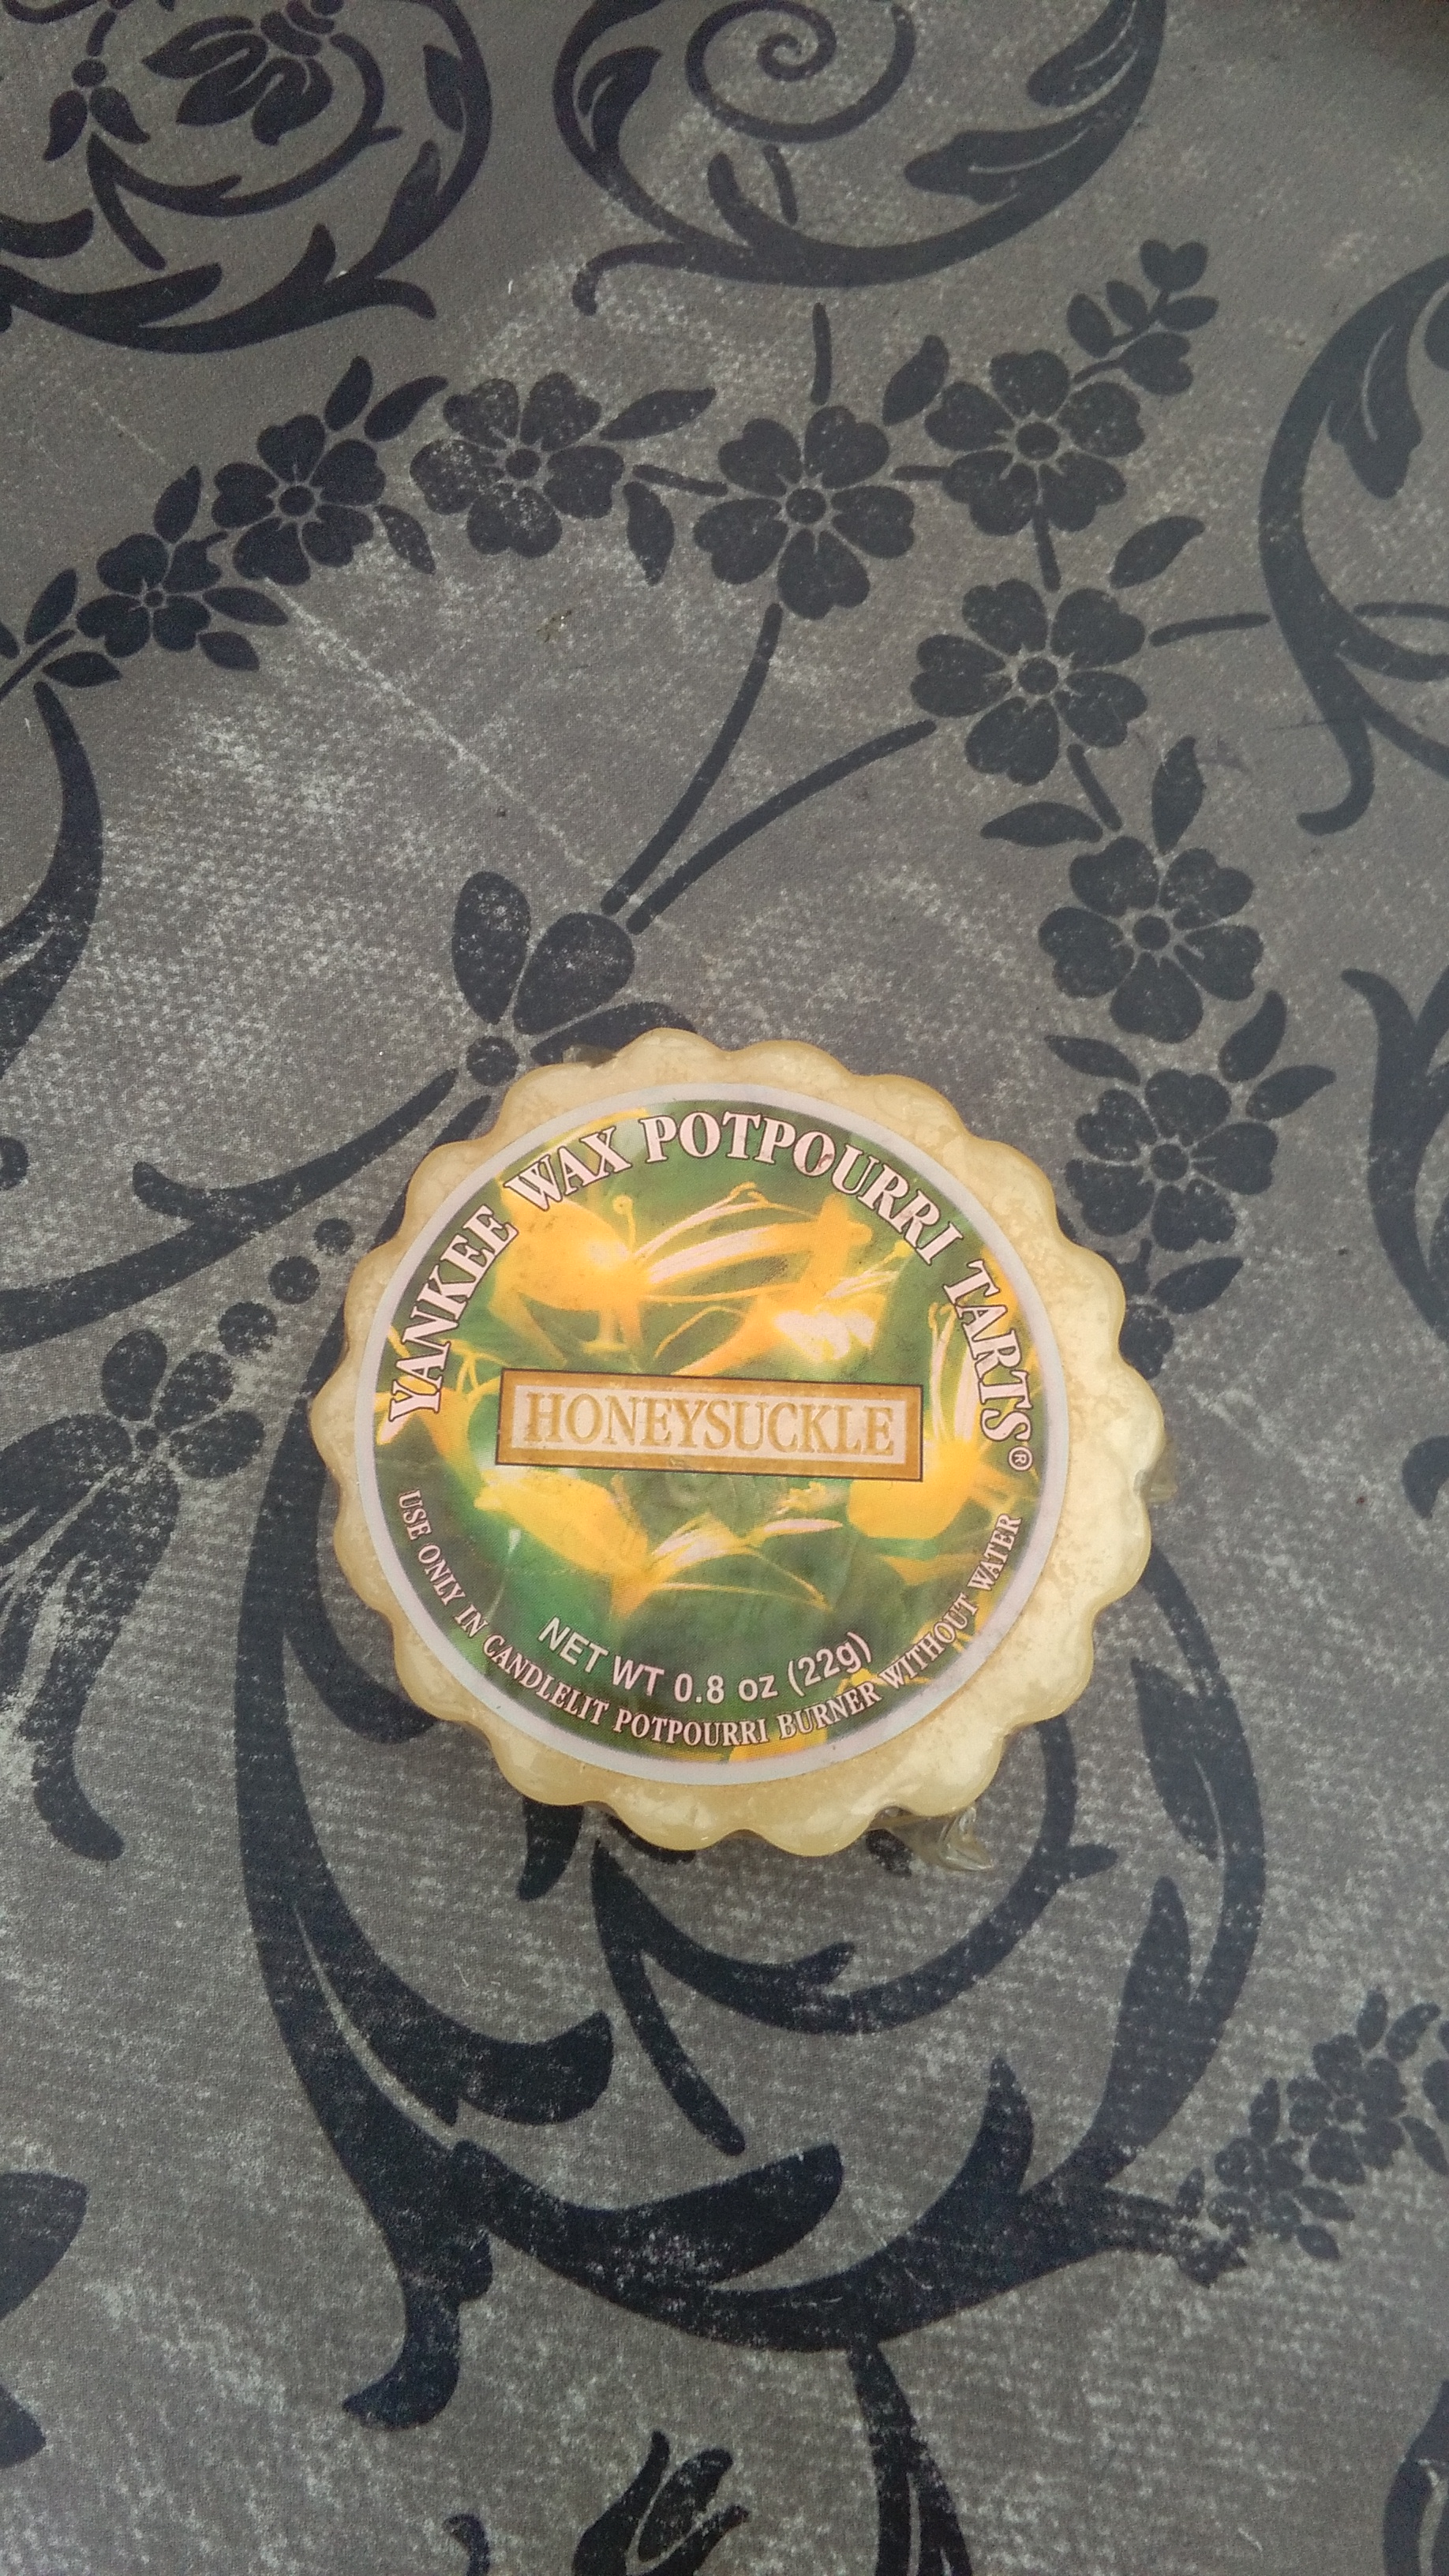 YANKEE WAX POTPOURRI TARTS®
HONEYSUCKLE
NET WT 0.8 oz (22g)
USE ONLY IN CANDLELIT POTPOURRI BURNER WITHOUT WATER